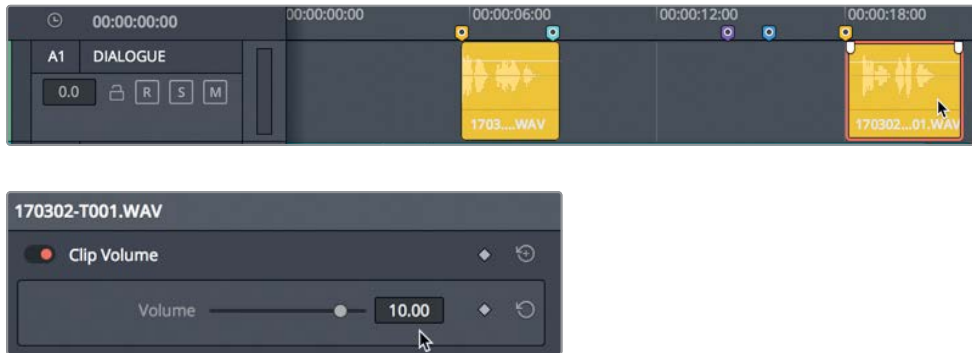 00:00:00:00 00:00:00:00 00:00:06:00 00:00:12:00 00:00:18:00
A1 DIALOGUE
0.0 R S M
1703....WAV 170302...01.WAV
170302-T001.WAV
Clip Volume
Volume 10.00